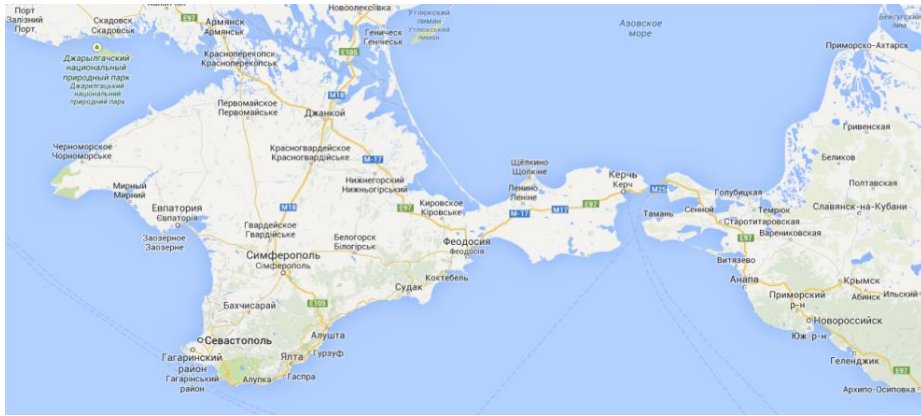 Порт
Залізний
Порт
Скадовск
Скадовськ
E97
Армянск
Армянськ
Новоолексіївка
Утлюкский
лиман
Утлюкський
лиман
Геническ
Генічеськ
E105
Азовское
море
Приморско-Ахтарск
Джарылгачский
национальный
природный парк
Джарилгацький
національний
природний парк
Красноперекопск
Красноперекопськ
Первомайское
Первомайське
M18
Джанкой
Гривенская
Черноморское
Чорноморське
Красногвардейское
Красногвардійське
M-17
Беликов
Мирный
Мирний
Нижнегорский
Нижньогірський
Щёлкино
Щолкіне
Керчь
Керч
M25
Голубицкая
Полтавская
Евпатория
Євпаторія
M18
E97
Кировское
Кіровське
Ленино
Леніне
M-17
M17
E97
Тамань
Сенной
Темрюк
Славянск-на-Кубани
Старотитаровская
Заозерное
Заозерне
Гвардейское
Гвардійське
Белогорск
Білогірськ
Феодосия
Феодосія
E97
Варениковская
Симферополь
Сімферополь
Витязево
Коктебель
Судак
Анапа
Крымск
Абинск
Ильский
Бахчисарай
E105
Приморский
р-н
Алушта
Новороссийск
Юж. р-н
Севастополь
Гагаринский
район
Гагарінський
район
Ялта
Гурзуф
Геленджик
Алупка
Гаспра
E97
Архипо-Осиповка